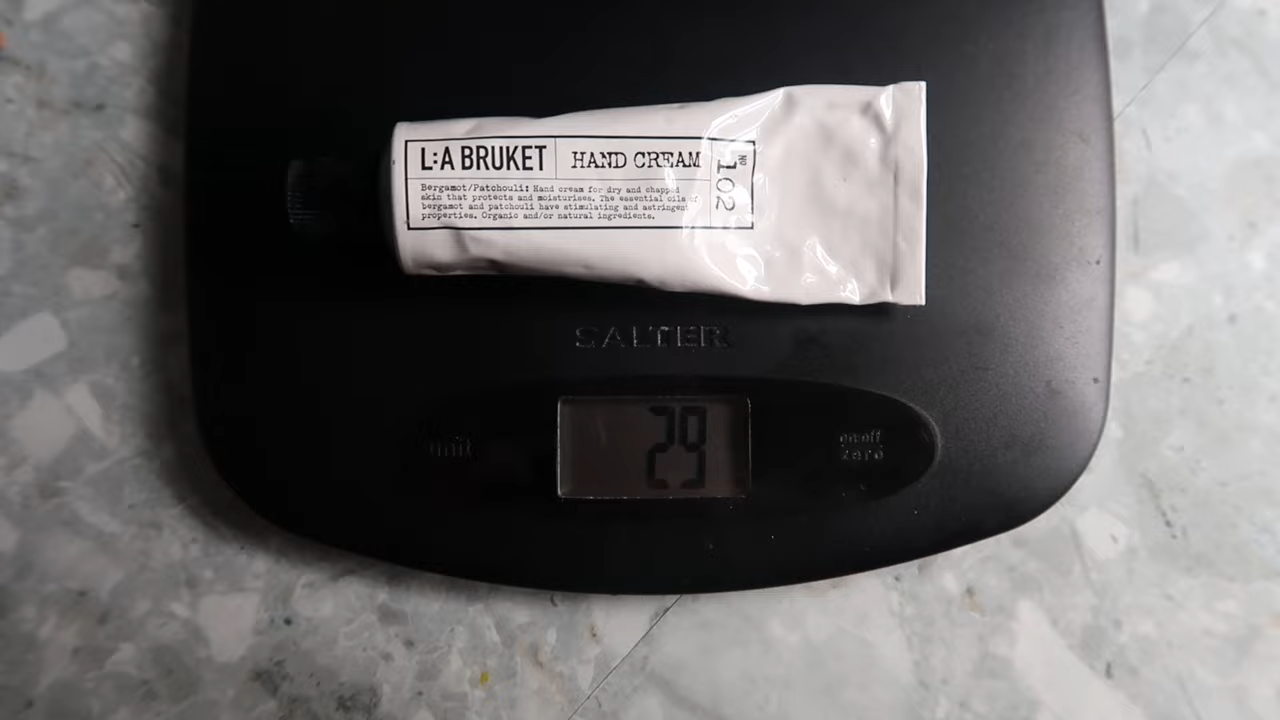 L:A BRUKET
HAND CREAM
Nº 102
Bergamot/Patchouli: Hand cream for dry and chapped
skin that protects and moisturises. The essential oils of
bergamot and patchouli have stimulating and astringent
properties. Organic and/or natural ingredients.
SALTER
unit
29
on/off
zero